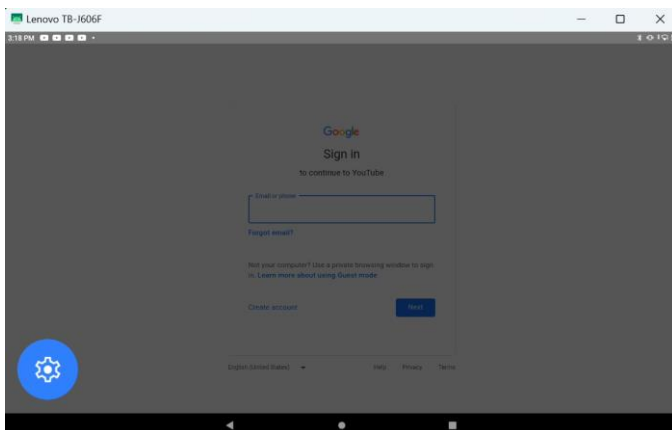 Lenovo TB-J606F
3:18 PM
Google
Sign in
to continue to YouTube
Email or phone
Forgot email?
Not your computer? Use a private browsing window to sign
in. Learn more about using Guest mode
Create account
Next
English (United States)
Help
Privacy
Terms